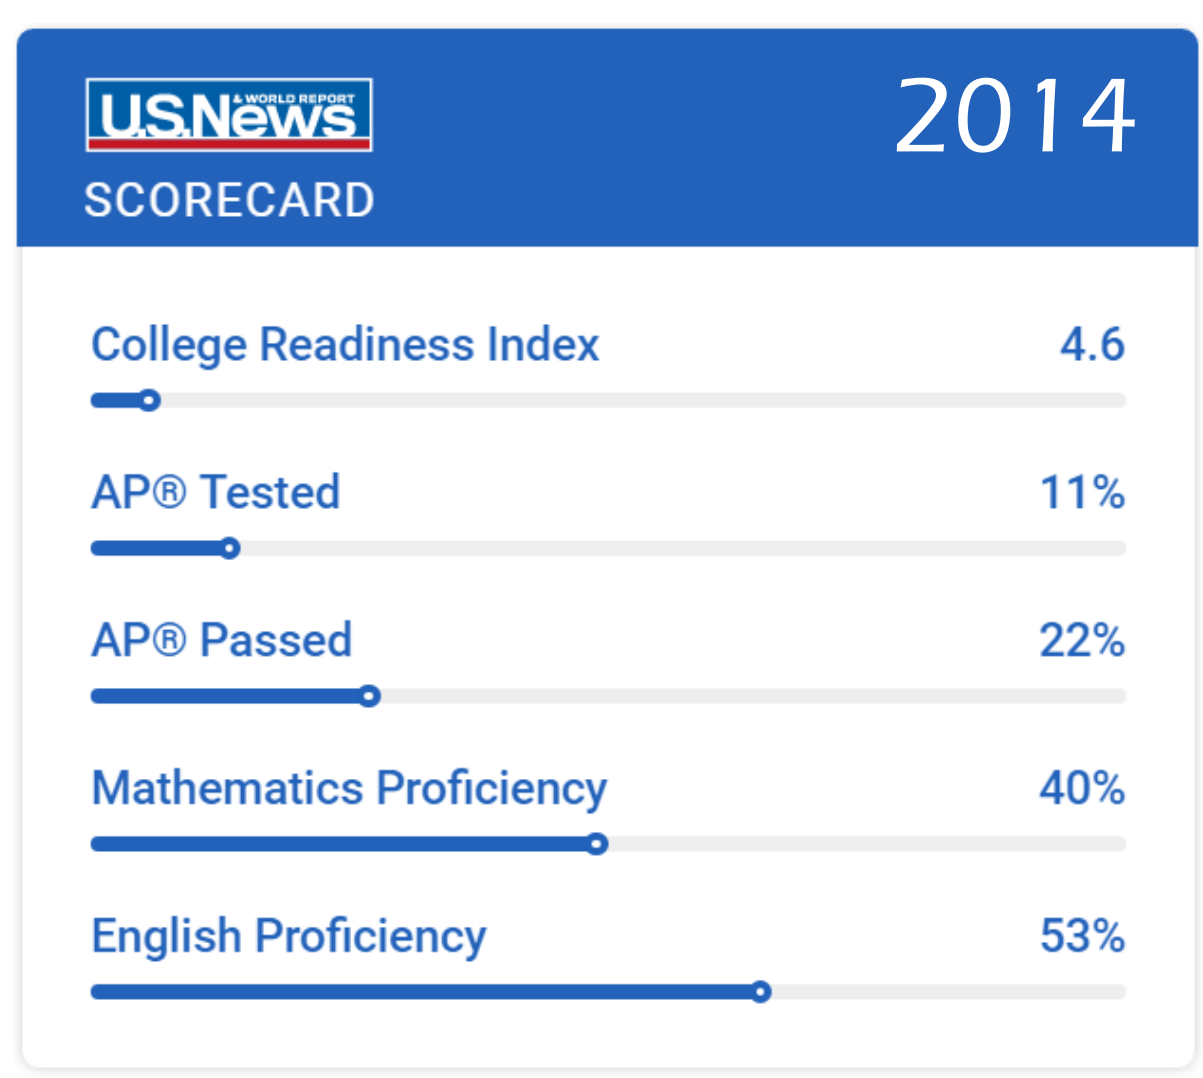 U.S.News
& WORLD REPORT
2014
SCORECARD
College Readiness Index 4.6
AP® Tested 11%
AP® Passed 22%
Mathematics Proficiency 40%
English Proficiency 53%